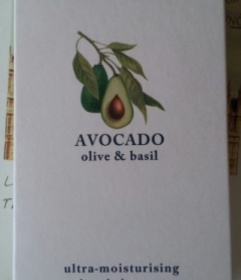 AVOCADO
olive & basil
ultra-moisturising